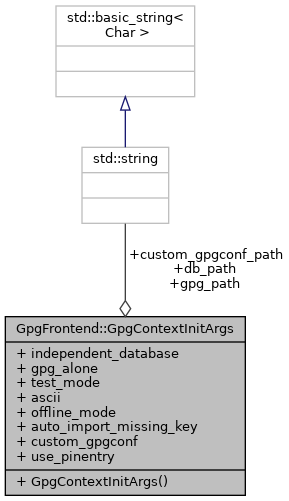 std::basic_string<
Char >
std::string
+custom_gpgconf_path
+db_path
+gpg_path
GpgFrontend::GpgContextInitArgs
+ independent_database
+ gpg_alone
+ test_mode
+ ascii
+ offline_mode
+ auto_import_missing_key
+ custom_gpgconf
+ use_pinentry
+ GpgContextInitArgs()